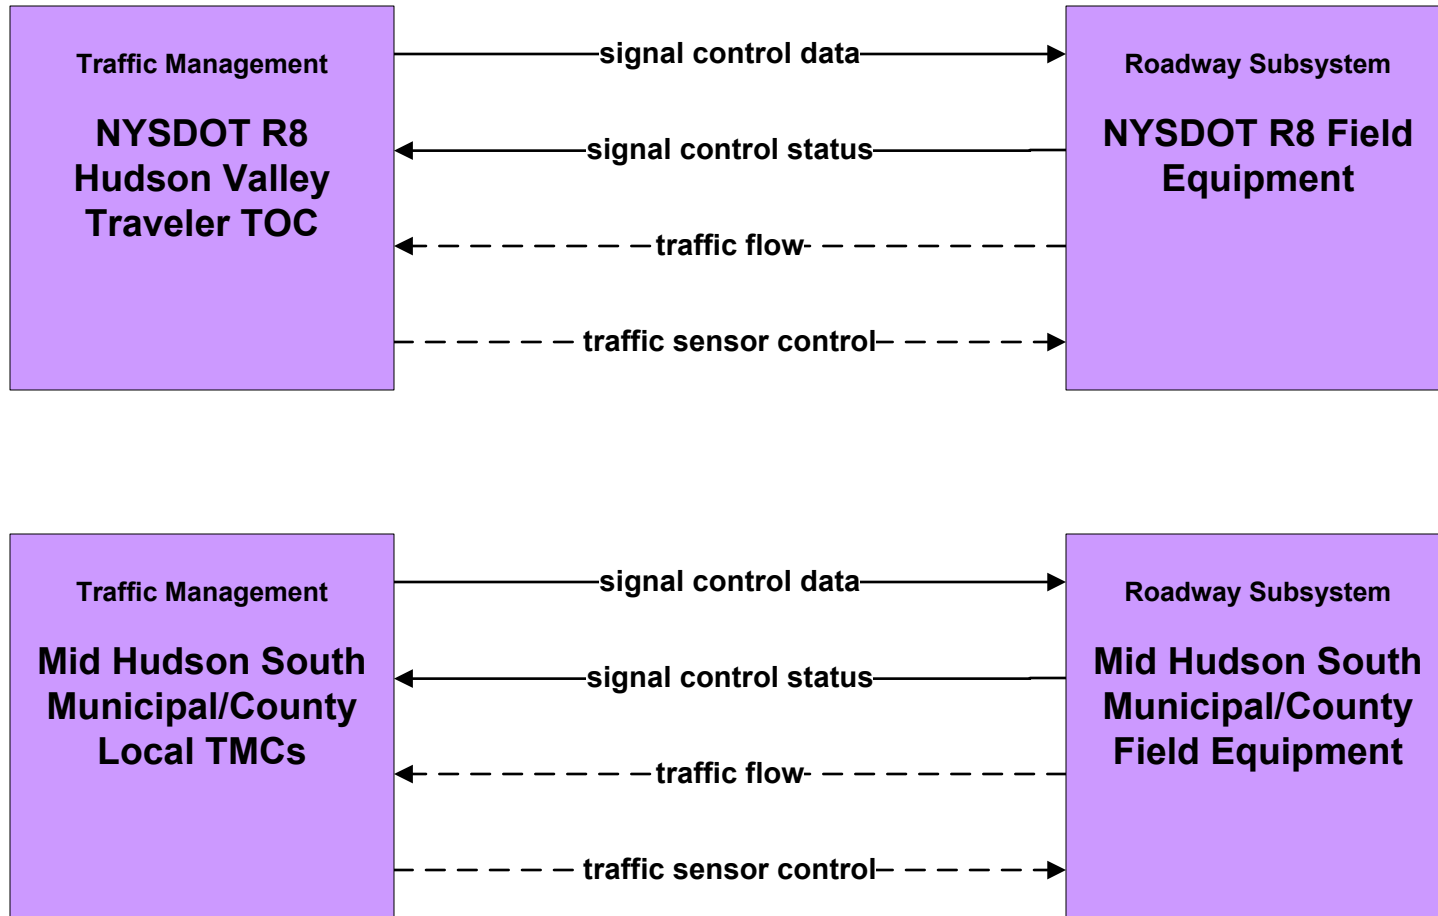 Traffic Management
NYSDOT R8
Hudson Valley
Traveler TOC
signal control data
signal control status
traffic flow
traffic sensor control
Roadway Subsystem
NYSDOT R8 Field
Equipment
Traffic Management
Mid Hudson South
Municipal/County
Local TMCs
signal control data
signal control status
traffic flow
traffic sensor control
Roadway Subsystem
Mid Hudson South
Municipal/County
Field Equipment